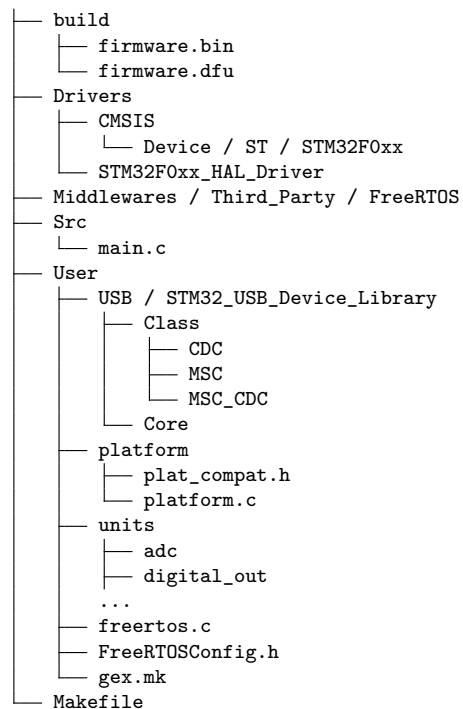 ├── build
│   ├── firmware.bin
│   └── firmware.dfu
├── Drivers
│   ├── CMSIS
│   │   └── Device / ST / STM32F0xx
│   └── STM32F0xx_HAL_Driver
├── Middlewares / Third_Party / FreeRTOS
├── Src
│   └── main.c
├── User
│   ├── USB / STM32_USB_Device_Library
│   │   ├── Class
│   │   │   ├── CDC
│   │   │   ├── MSC
│   │   │   └── MSC_CDC
│   │   └── Core
│   ├── platform
│   │   ├── plat_compat.h
│   │   └── platform.c
│   ├── units
│   │   ├── adc
│   │   ├── digital_out
│   │   ...
│   ├── freertos.c
│   ├── FreeRTOSConfig.h
│   └── gex.mk
└── Makefile